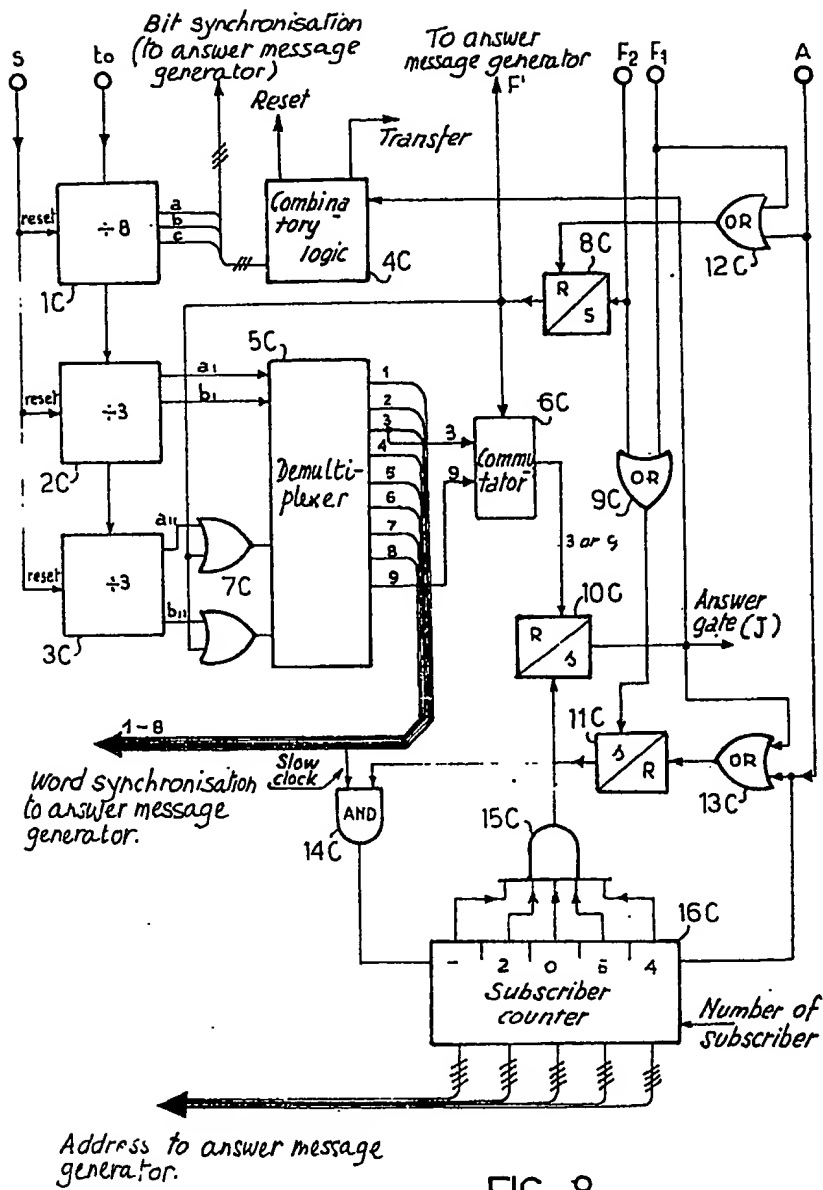 Bit synchronisation
(to answer message
generator)
To answer
message generator
F'
S
to
F2
F1
A
Reset
Transfer
reset
÷8
a
b
c
1C
Combina-
tory
logic
4C
OR
12C
8C
R
S
5C
reset
÷3
a1
b1
2C
1
2
3
4
5
6
7
8
9
Demulti-
plexer
3
9
6C
Commu
tator
OR
9C
reset
÷3
a11
b11
3C
7C
3 or 9
10C
R
s
Answer
gate (J)
1-8
Slow
clock
11C
s
R
OR
13C
Word synchronisation
to answer message
generator.
AND
14C
15C
16C
- 2 0 6 4
Subscriber
counter
Number of
subscriber
Address to answer message
generator.